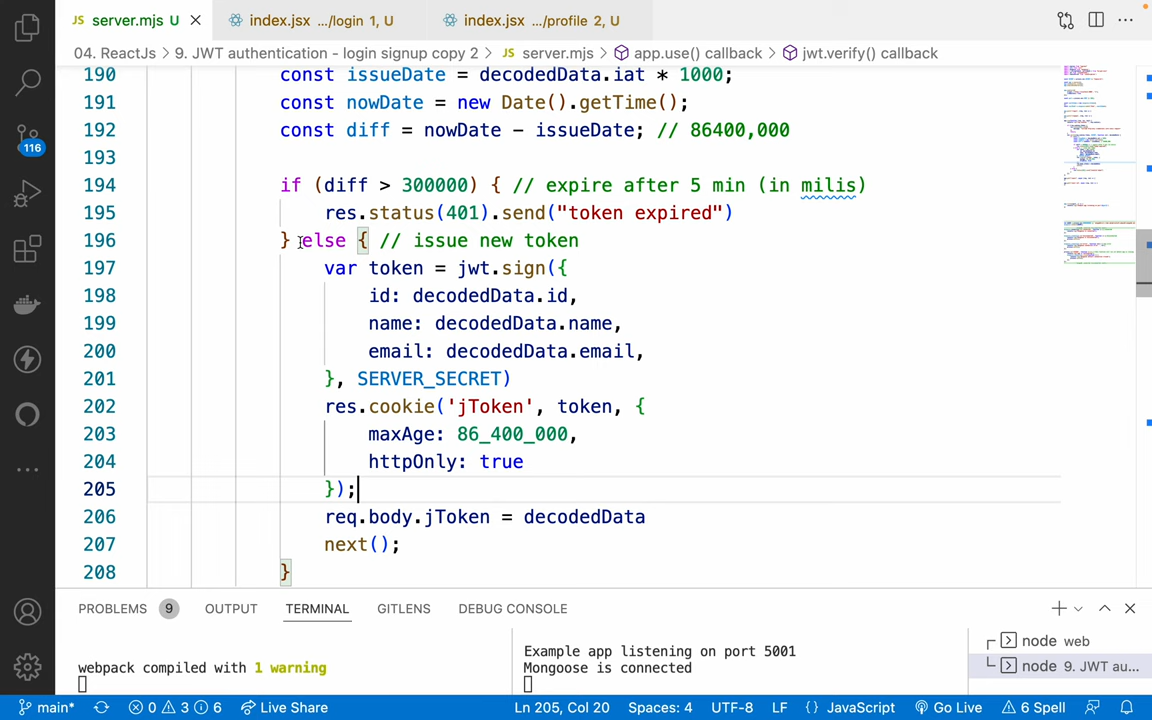 JS server.mjs U
index.jsx .../login 1, U
index.jsx .../profile 2, U
04. ReactJs > 9. JWT authentication - login signup copy 2 > JS server.mjs > app.use() callback > jwt.verify() callback
190 const issueDate = decodedData.iat * 1000;
191 const nowDate = new Date().getTime();
192 const diff = nowDate - issueDate; // 86400,000
193
194 if (diff > 300000) { // expire after 5 min (in milis)
195 res.status(401).send("token expired")
196 } else { // issue new token
197 var token = jwt.sign({
198 id: decodedData.id,
199 name: decodedData.name,
200 email: decodedData.email,
201 }, SERVER_SECRET)
202 res.cookie('jToken', token, {
203 maxAge: 86_400_000,
204 httpOnly: true
205 });
206 req.body.jToken = decodedData
207 next();
208 }
116
PROBLEMS 9 OUTPUT TERMINAL GITLENS DEBUG CONSOLE
webpack compiled with 1 warning
Example app listening on port 5001
Mongoose is connected
node web
node 9. JWT au...
main* 0 3 6 Live Share Ln 205, Col 20 Spaces: 4 UTF-8 LF {} JavaScript Go Live 6 Spell